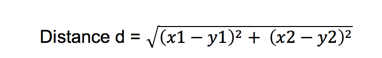 Distance d = √(x1 − y1)² + (x2 − y2)²